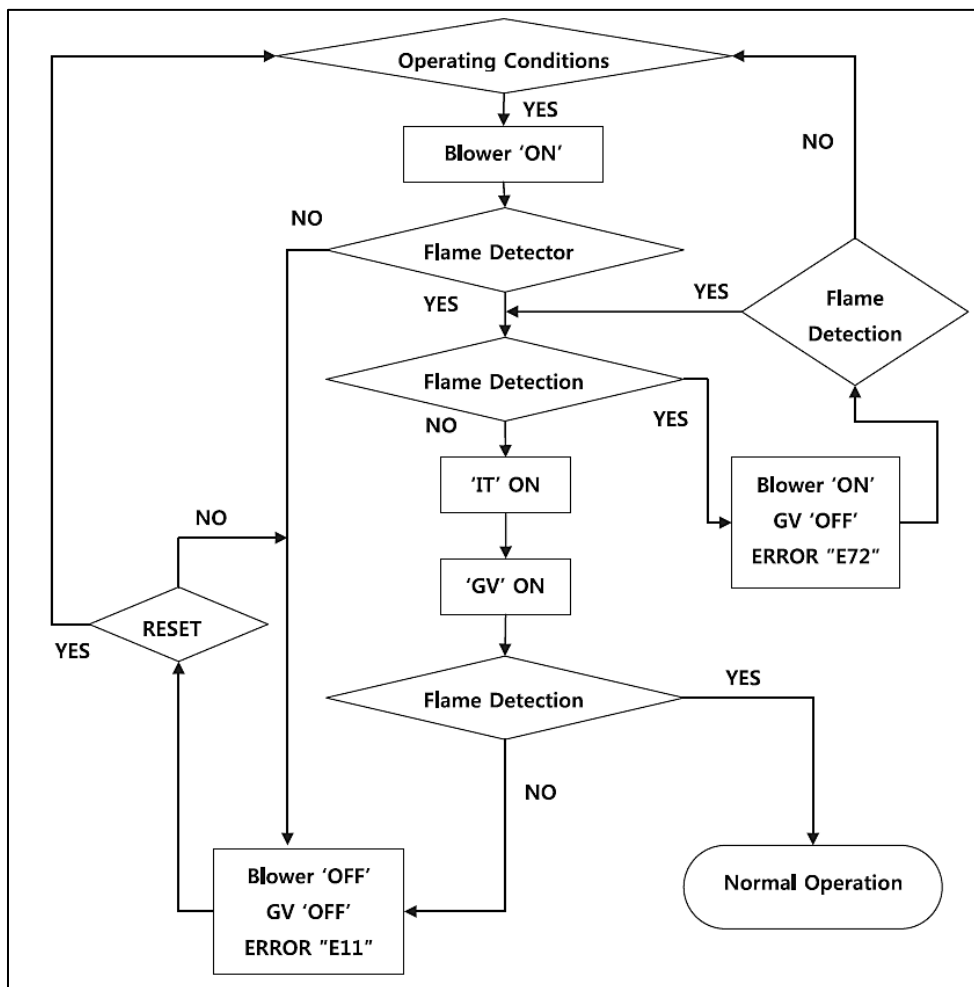 Operating Conditions
YES
Blower ‘ON’
NO
NO
Flame Detector
YES
YES
Flame
Detection
Flame Detection
YES
NO
‘IT’ ON
Blower ‘ON’
GV ‘OFF’
ERROR "E72"
NO
‘GV’ ON
RESET
YES
Flame Detection
YES
NO
Blower ‘OFF’
GV ‘OFF’
ERROR "E11"
Normal Operation